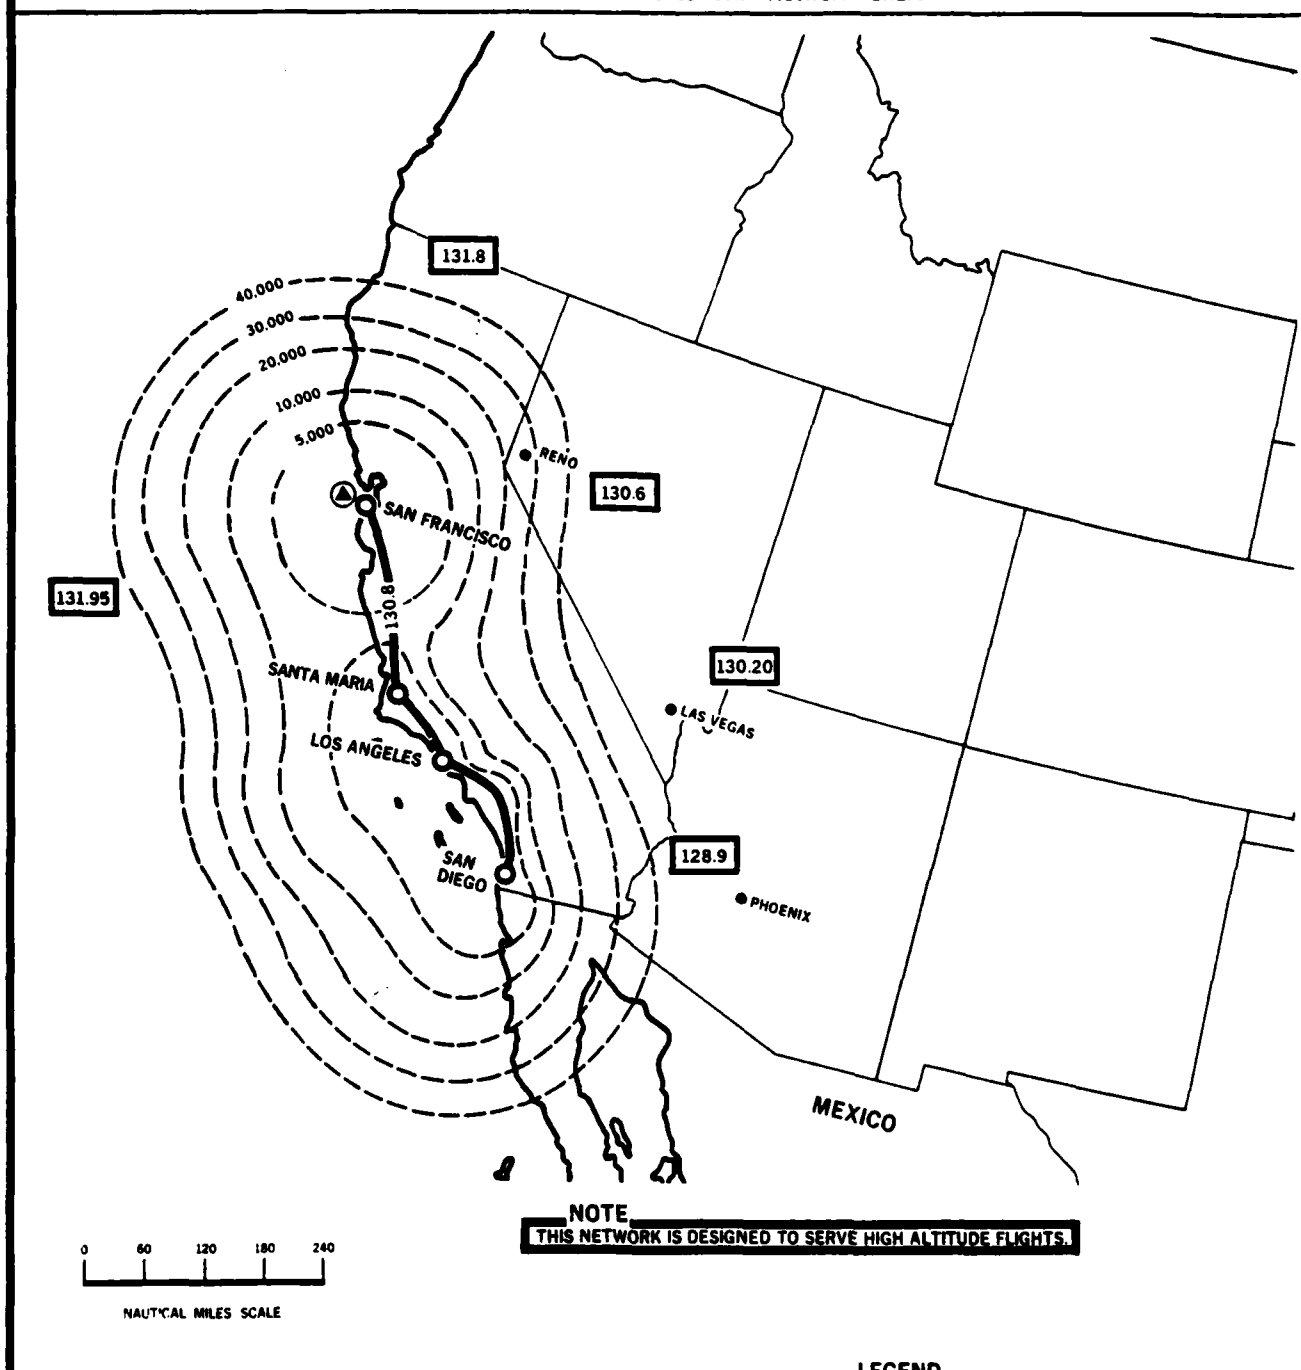 131.8
40.000
30.000
20.000
10.000
5.000
RENO
130.6
SAN FRANCISCO
131.95
130.8
SANTA MARIA
130.20
LAS VEGAS
LOS ANGELES
128.9
SAN
DIEGO
PHOENIX
MEXICO
NOTE
THIS NETWORK IS DESIGNED TO SERVE HIGH ALTITUDE FLIGHTS.
0 60 120 180 240
NAUTICAL MILES SCALE
LEGEND